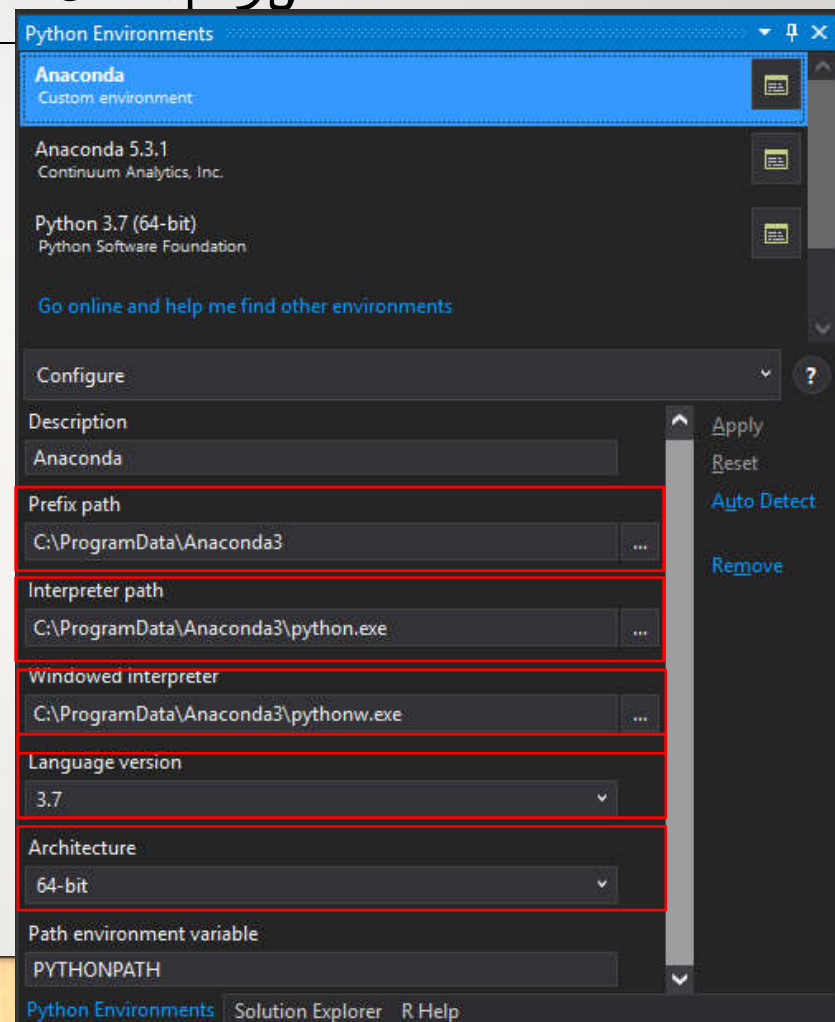 Python Environments
Anaconda
Custom environment
Anaconda 5.3.1
Continuum Analytics, Inc.
Python 3.7 (64-bit)
Python Software Foundation
Go online and help me find other environments
Configure
?
Description
Anaconda
Apply
Reset
Auto Detect
Remove
Prefix path
C:\ProgramData\Anaconda3
...
Interpreter path
C:\ProgramData\Anaconda3\python.exe
...
Windowed interpreter
C:\ProgramData\Anaconda3\pythonw.exe
...
Language version
3.7
Architecture
64-bit
Path environment variable
PYTHONPATH
Python Environments Solution Explorer R Help